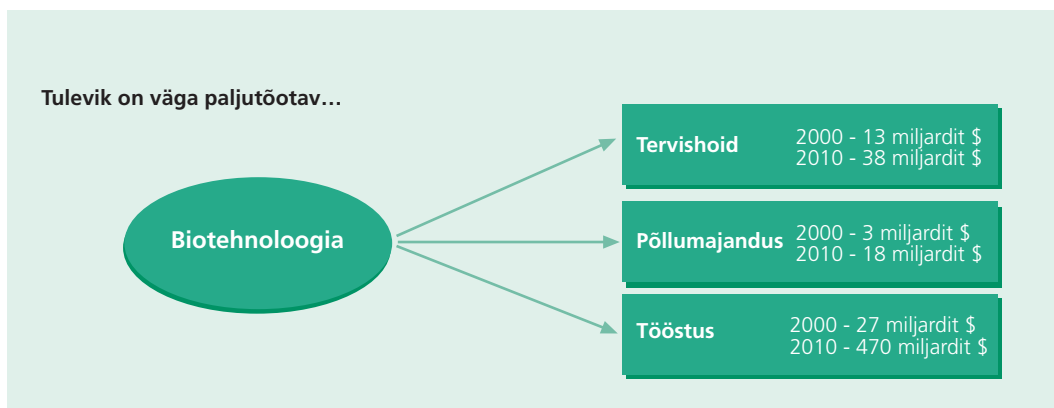 Tulevik on väga paljutõotav…
Biotehnoloogia
Tervishoid
2000 - 13 miljardit $
2010 - 38 miljardit $
Põllumajandus
2000 - 3 miljardit $
2010 - 18 miljardit $
Tööstus
2000 - 27 miljardit $
2010 - 470 miljardit $